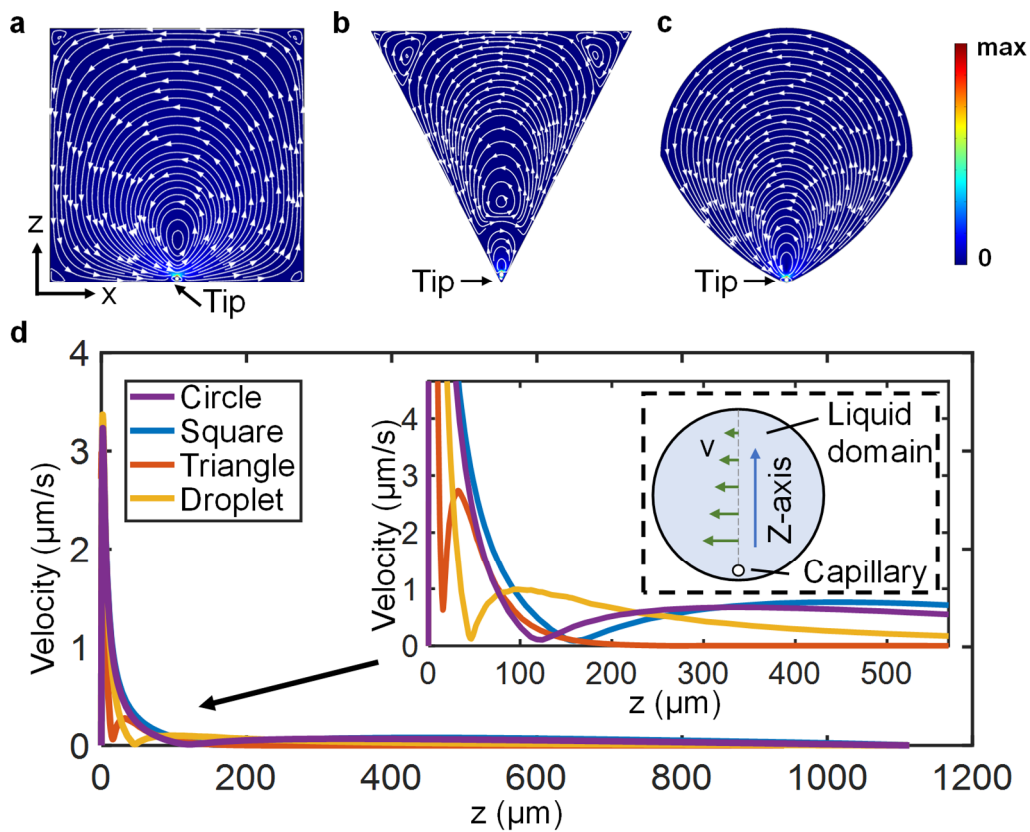 a
b
c
max
0
z
x
Tip
Tip
Tip
d
4
3
2
1
0
Velocity (μm/s)
Circle
Square
Triangle
Droplet
4
3
2
1
0
Velocity (μm/s)
0 100 200 300 400 500
z (μm)
Liquid
domain
v
Z-axis
Capillary
0 200 400 600 800 1000 1200
z (μm)